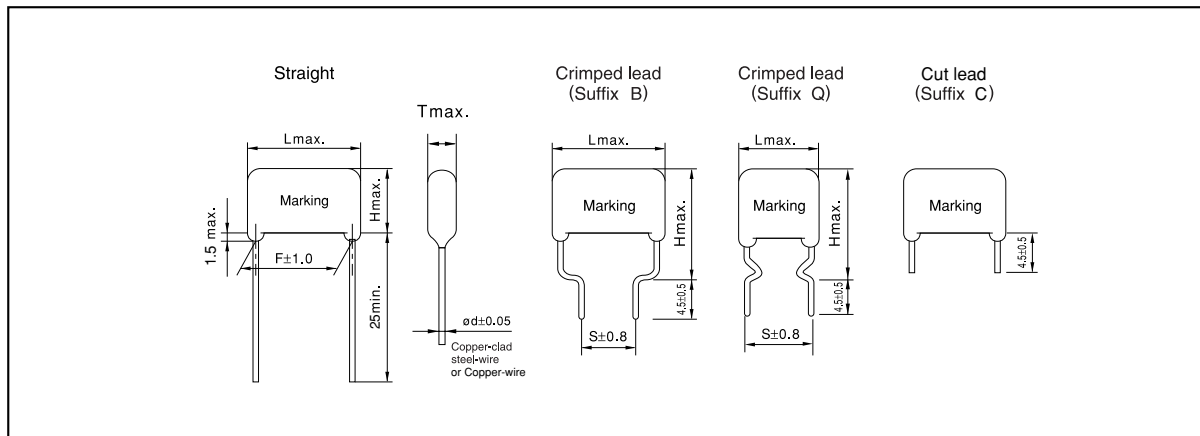 Straight
Tmax.
Crimped lead
(Suffix B)
Crimped lead
(Suffix Q)
Cut lead
(Suffix C)
Lmax.
Marking
Hmax.
1.5 max.
F±1.0
25min.
ød±0.05
Copper-clad
steel-wire
or Copper-wire
Lmax.
Marking
Hmax.
4.5±0.5
S±0.8
Lmax.
Marking
Hmax.
4.5±0.5
S±0.8
Marking
4.5±0.5